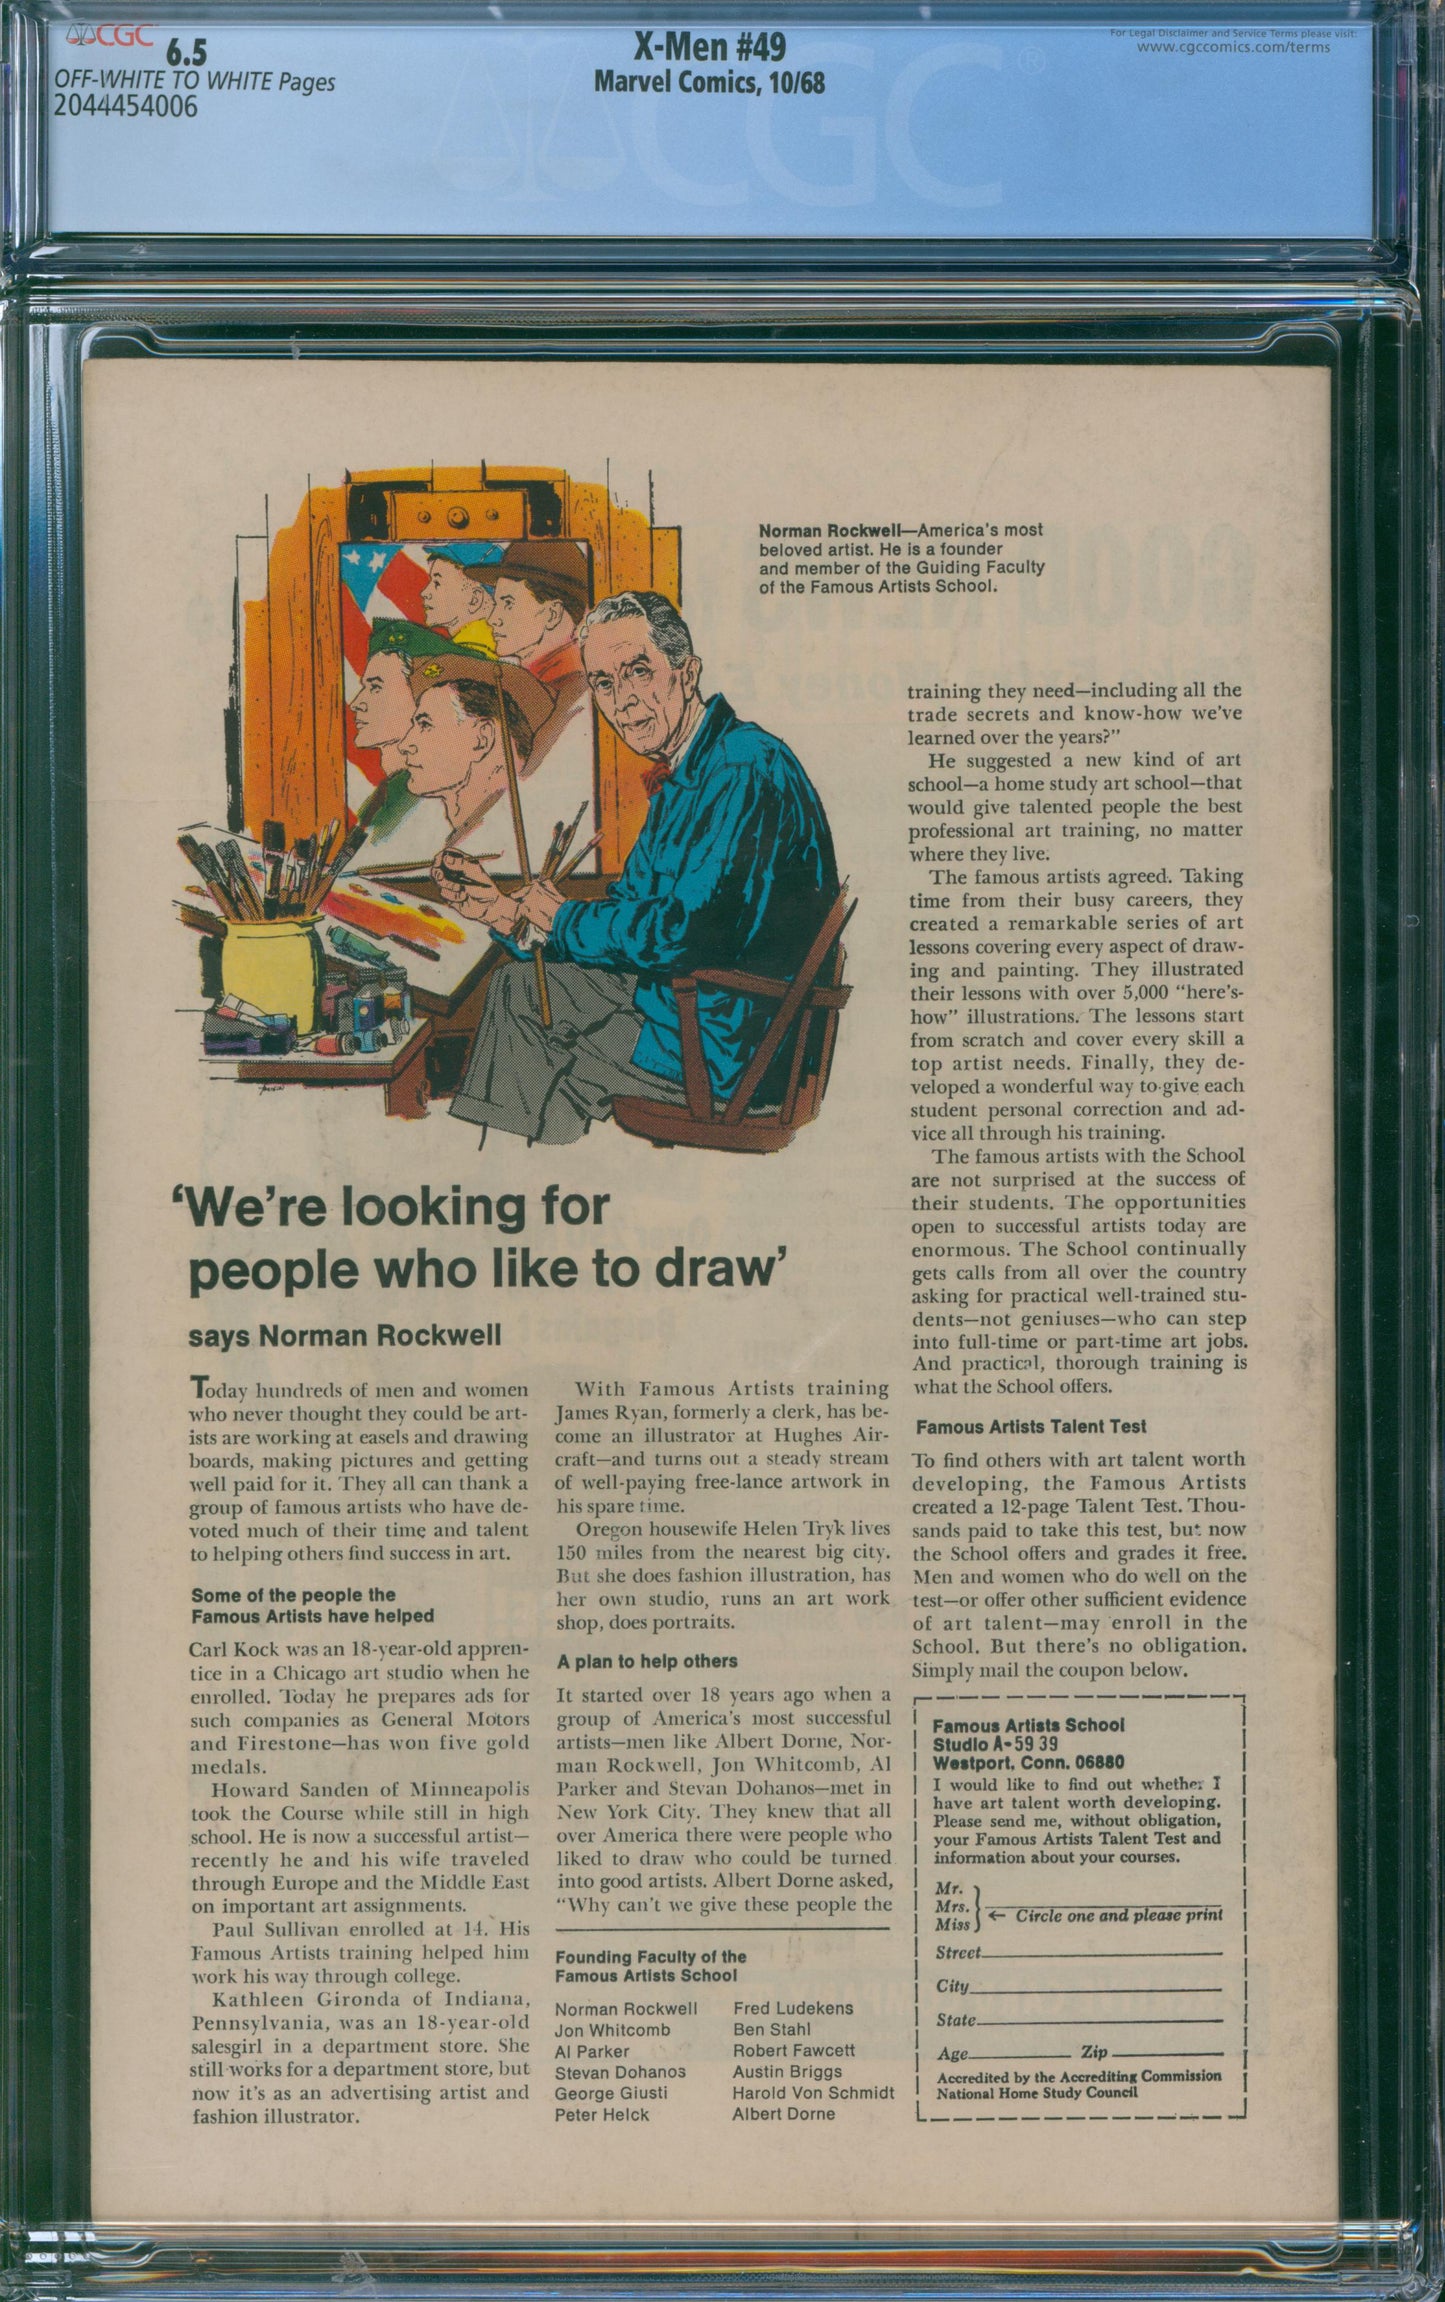 CGC 6.5
OFF-WHITE TO WHITE Pages
2044454006
X-Men #49
Marvel Comics, 10/68
For Legal Disclaimer and Service Terms please visit:
www.cgccomics.com/terms
CGC®
Norman Rockwell—America's most
beloved artist. He is a founder
and member of the Guiding Faculty
of the Famous Artists School.
'We're looking for
people who like to draw'
says Norman Rockwell
Today hundreds of men and women
who never thought they could be art-
ists are working at easels and drawing
boards, making pictures and getting
well paid for it. They all can thank a
group of famous artists who have de-
voted much of their time and talent
to helping others find success in art.
Some of the people the
Famous Artists have helped
Carl Kock was an 18-year-old appren-
tice in a Chicago art studio when he
enrolled. Today he prepares ads for
such companies as General Motors
and Firestone—has won five gold
medals.
Howard Sanden of Minneapolis
took the Course while still in high
school. He is now a successful artist—
recently he and his wife traveled
through Europe and the Middle East
on important art assignments.
Paul Sullivan enrolled at 14. His
Famous Artists training helped him
work his way through college.
Kathleen Gironda of Indiana,
Pennsylvania, was an 18-year-old
salesgirl in a department store. She
still works for a department store, but
now it's as an advertising artist and
fashion illustrator.
With Famous Artists training
James Ryan, formerly a clerk, has be-
come an illustrator at Hughes Air-
craft—and turns out a steady stream
of well-paying free-lance artwork in
his spare time.
Oregon housewife Helen Tryk lives
150 miles from the nearest big city.
But she does fashion illustration, has
her own studio, runs an art work
shop, does portraits.
A plan to help others
It started over 18 years ago when a
group of America's most successful
artists—men like Albert Dorne, Nor-
man Rockwell, Jon Whitcomb, Al
Parker and Stevan Dohanos—met in
New York City. They knew that all
over America there were people who
liked to draw who could be turned
into good artists. Albert Dorne asked,
"Why can't we give these people the
training they need—including all the
trade secrets and know-how we've
learned over the years?"
He suggested a new kind of art
school—a home study art school—that
would give talented people the best
professional art training, no matter
where they live.
The famous artists agreed. Taking
time from their busy careers, they
created a remarkable series of art
lessons covering every aspect of draw-
ing and painting. They illustrated
their lessons with over 5,000 "here's-
how" illustrations. The lessons start
from scratch and cover every skill a
top artist needs. Finally, they de-
veloped a wonderful way to give each
student personal correction and ad-
vice all through his training.
The famous artists with the School
are not surprised at the success of
their students. The opportunities
open to successful artists today are
enormous. The School continually
gets calls from all over the country
asking for practical well-trained stu-
dents—not geniuses—who can step
into full-time or part-time art jobs.
And practical, thorough training is
what the School offers.
Famous Artists Talent Test
To find others with art talent worth
developing, the Famous Artists
created a 12-page Talent Test. Thou-
sands paid to take this test, but now
the School offers and grades it free.
Men and women who do well on the
test—or offer other sufficient evidence
of art talent—may enroll in the
School. But there's no obligation.
Simply mail the coupon below.
Founding Faculty of the
Famous Artists School
Norman Rockwell
Jon Whitcomb
Al Parker
Stevan Dohanos
George Giusti
Peter Helck
Fred Ludekens
Ben Stahl
Robert Fawcett
Austin Briggs
Harold Von Schmidt
Albert Dorne
Famous Artists School
Studio A-59 39
Westport, Conn. 06880
I would like to find out whether I
have art talent worth developing.
Please send me, without obligation,
your Famous Artists Talent Test and
information about your courses.
Mr.
Mrs.
Miss
← Circle one and please print
Street
City
State
Age Zip
Accredited by the Accrediting Commission
National Home Study Council